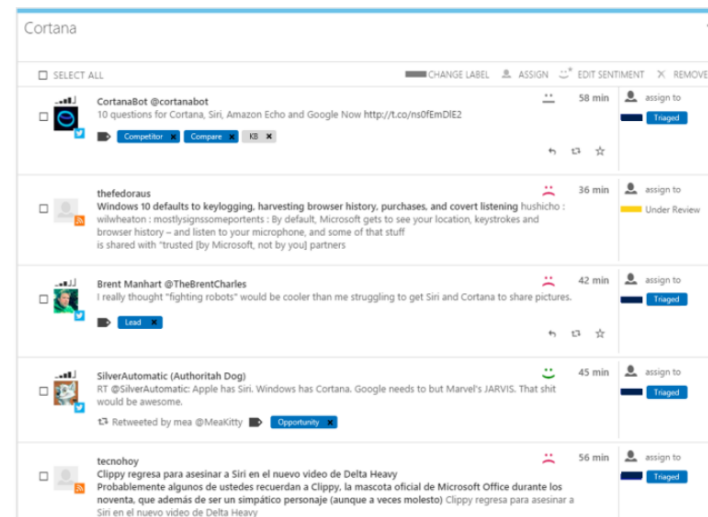 Cortana
SELECT ALL CHANGE LABEL ASSIGN EDIT SENTIMENT REMOVE
CortanaBot @cortanabot 58 min assign to
10 questions for Cortana, Siri, Amazon Echo and Google Now http://t.co/ns0fEmDlE2 Triaged
Competitor x Compare x KB x
thefedoraus 36 min assign to
Windows 10 defaults to keylogging, harvesting browser history, purchases, and covert listening hushicho : Under Review
wilwheaton : mostlysignssomeportents : By default, Microsoft gets to see your location, keystrokes and
browser history – and listen to your microphone, and some of that stuff
is shared with "trusted [by Microsoft, not by you] partners
Brent Manhart @TheBrentCharles 42 min assign to
I really thought "fighting robots" would be cooler than me struggling to get Siri and Cortana to share pictures. Triaged
Lead x
SilverAutomatic (Authoritah Dog) 45 min assign to
RT @SilverAutomatic: Apple has Siri. Windows has Cortana. Google needs to but Marvel's JARVIS. That shit Triaged
would be awesome.
Retweeted by mea @MeaKitty Opportunity x
tecnohoy 56 min assign to
Clippy regresa para asesinar a Siri en el nuevo video de Delta Heavy Triaged
Probablemente algunos de ustedes recuerdan a Clippy, la mascota oficial de Microsoft Office durante los
noventa, que además de ser un simpático personaje (aunque a veces molesto) Clippy regresa para asesinar a
Siri en el nuevo video de Delta Heavy